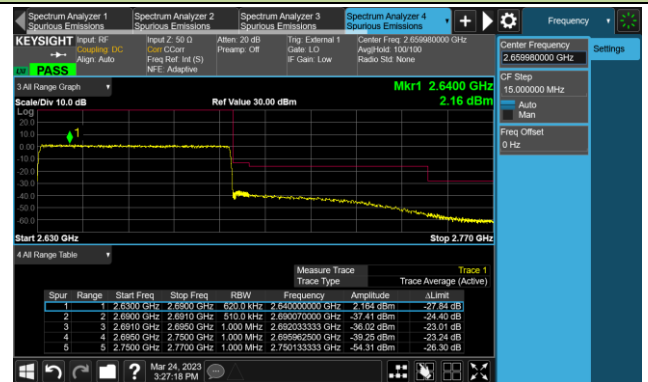 Spectrum Analyzer 1
Spurious Emissions
Spectrum Analyzer 2
Spurious Emissions
Spectrum Analyzer 3
Spurious Emissions
Spectrum Analyzer 4
Spurious Emissions
Frequency
KEYSIGHT Input: RF
Coupling: DC
Align: Auto
Input Z: 50 Ω
Corr CCorr
Freq Ref: Int (S)
NFE: Adaptive
Atten: 20 dB
Preamp: Off
Trig: External 1
Gate: LO
IF Gain: Low
Center Freq: 2.659980000 GHz
Avg|Hold: 100/100
Radio Std: None
PASS
Center Frequency
2.659980000 GHz
Settings
CF Step
15.000000 MHz
Auto
Man
Freq Offset
0 Hz
3 All Range Graph
Mkr1 2.6400 GHz
2.16 dBm
Scale/Div 10.0 dB
Ref Value 30.00 dBm
Log
20.0
10.0
0.00
-10.0
-20.0
-30.0
-40.0
-50.0
-60.0
1
Start 2.630 GHz
Stop 2.770 GHz
4 All Range Table
Measure Trace Trace 1
Trace Type Trace Average (Active)
Spur Range Start Freq Stop Freq RBW Frequency Amplitude ΔLimit
1 1 2.6300 GHz 2.6900 GHz 620.0 kHz 2.640000000 GHz 2.164 dBm -27.84 dB
2 2 2.6900 GHz 2.6910 GHz 510.0 kHz 2.690070000 GHz -37.41 dBm -24.40 dB
3 3 2.6910 GHz 2.6950 GHz 1.000 MHz 2.692033333 GHz -36.02 dBm -23.01 dB
4 4 2.6950 GHz 2.7500 GHz 1.000 MHz 2.695962500 GHz -39.25 dBm -23.24 dB
5 5 2.7500 GHz 2.7700 GHz 1.000 MHz 2.750133333 GHz -54.31 dBm -26.30 dB
Mar 24, 2023
3:27:18 PM